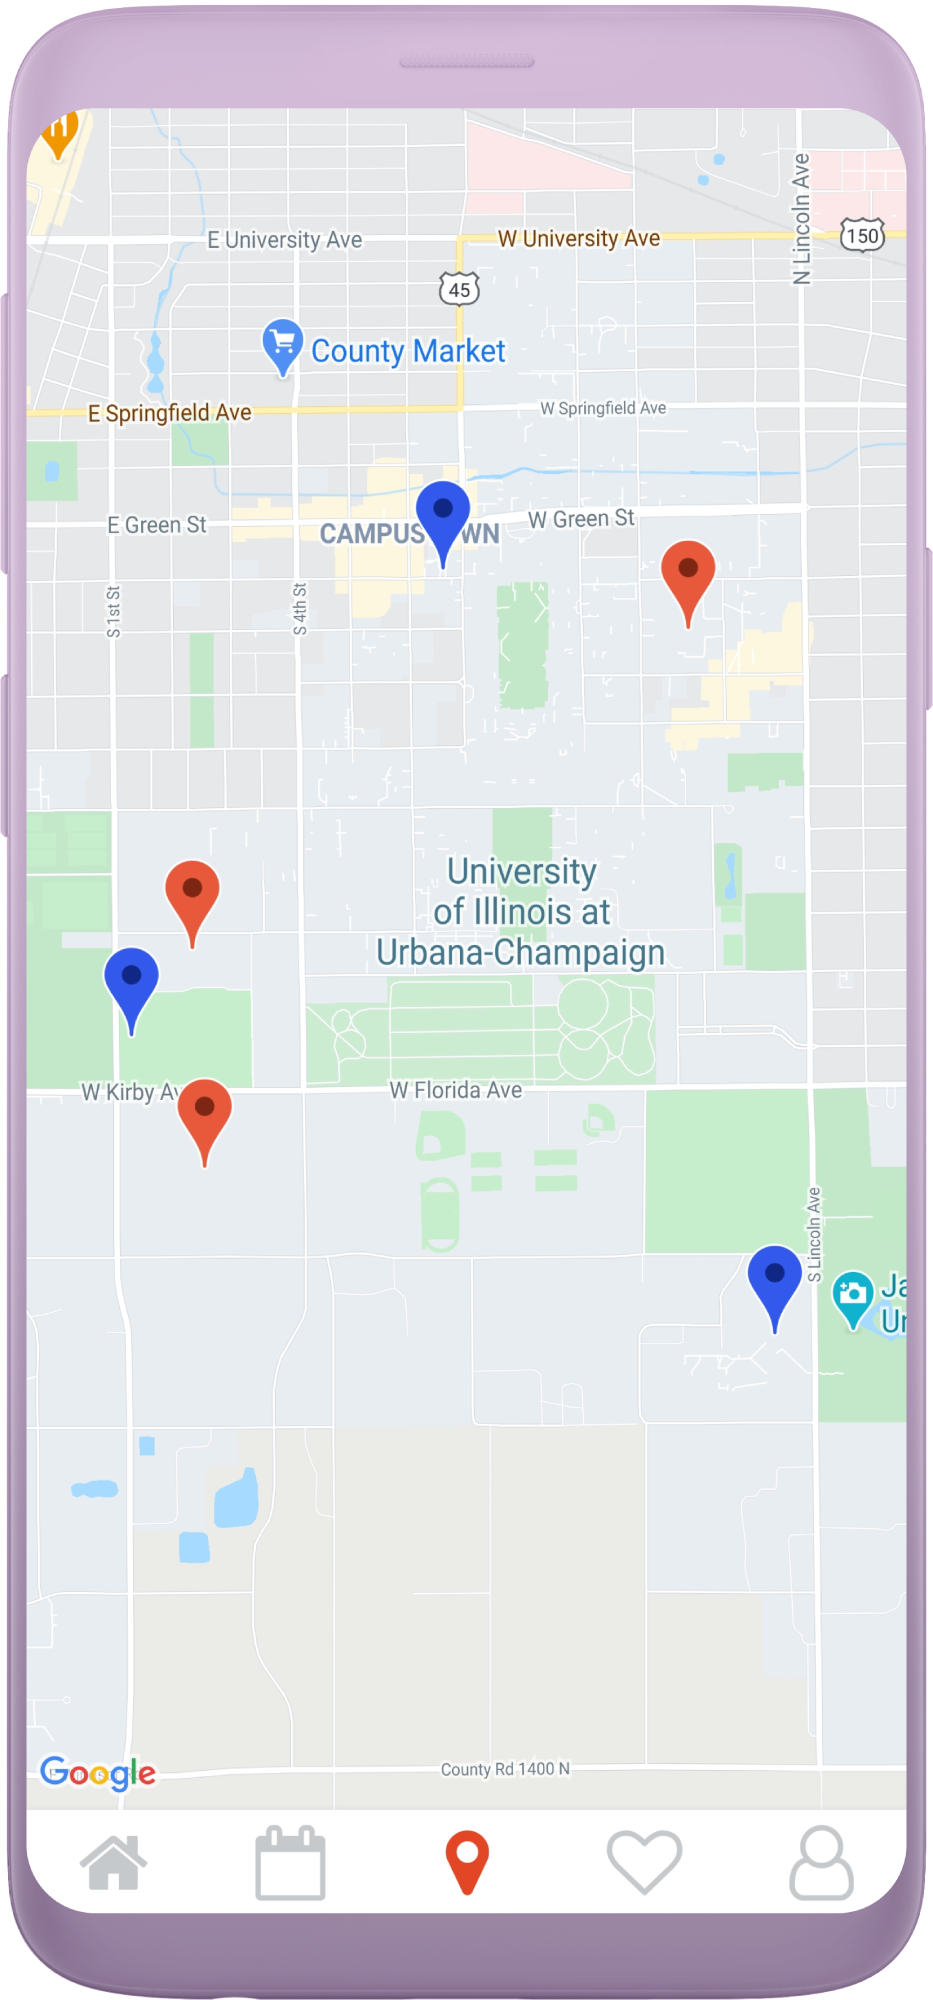 N Lincoln Ave
E University Ave
W University Ave
150
45
County Market
E Springfield Ave
W Springfield Ave
E Green St
CAMPUS WN
W Green St
S 1st St
S 4th St
University
of Illinois at
Urbana-Champaign
W Kirby Av
W Florida Ave
S Lincoln Ave
Ja
Ur
Google
County Rd 1400 N